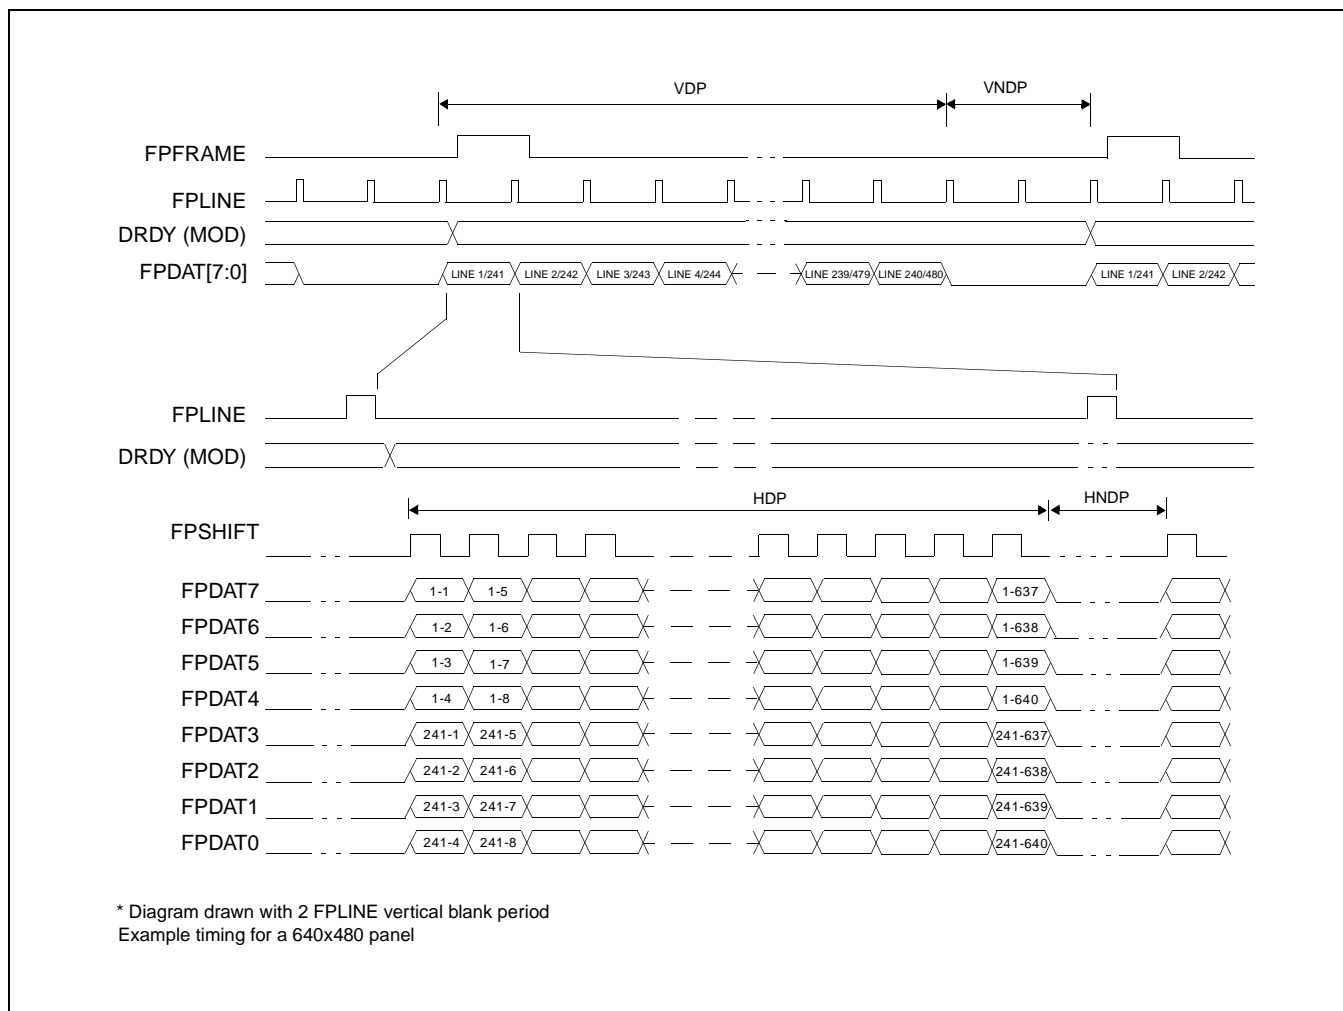 VDP VNDP
FPFRAME
FPLINE
DRDY (MOD)
FPDAT[7:0] LINE 1/241 LINE 2/242 LINE 3/243 LINE 4/244 LINE 239/479 LINE 240/480 LINE 1/241 LINE 2/242
FPLINE
DRDY (MOD)
HDP HNDP
FPSHIFT
FPDAT7 1-1 1-5 1-637
FPDAT6 1-2 1-6 1-638
FPDAT5 1-3 1-7 1-639
FPDAT4 1-4 1-8 1-640
FPDAT3 241-1 241-5 241-637
FPDAT2 241-2 241-6 241-638
FPDAT1 241-3 241-7 241-639
FPDAT0 241-4 241-8 241-640
* Diagram drawn with 2 FPLINE vertical blank period
Example timing for a 640x480 panel